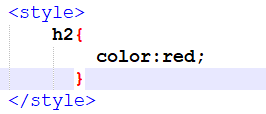 <style>
h2{
color:red;
}
</style>